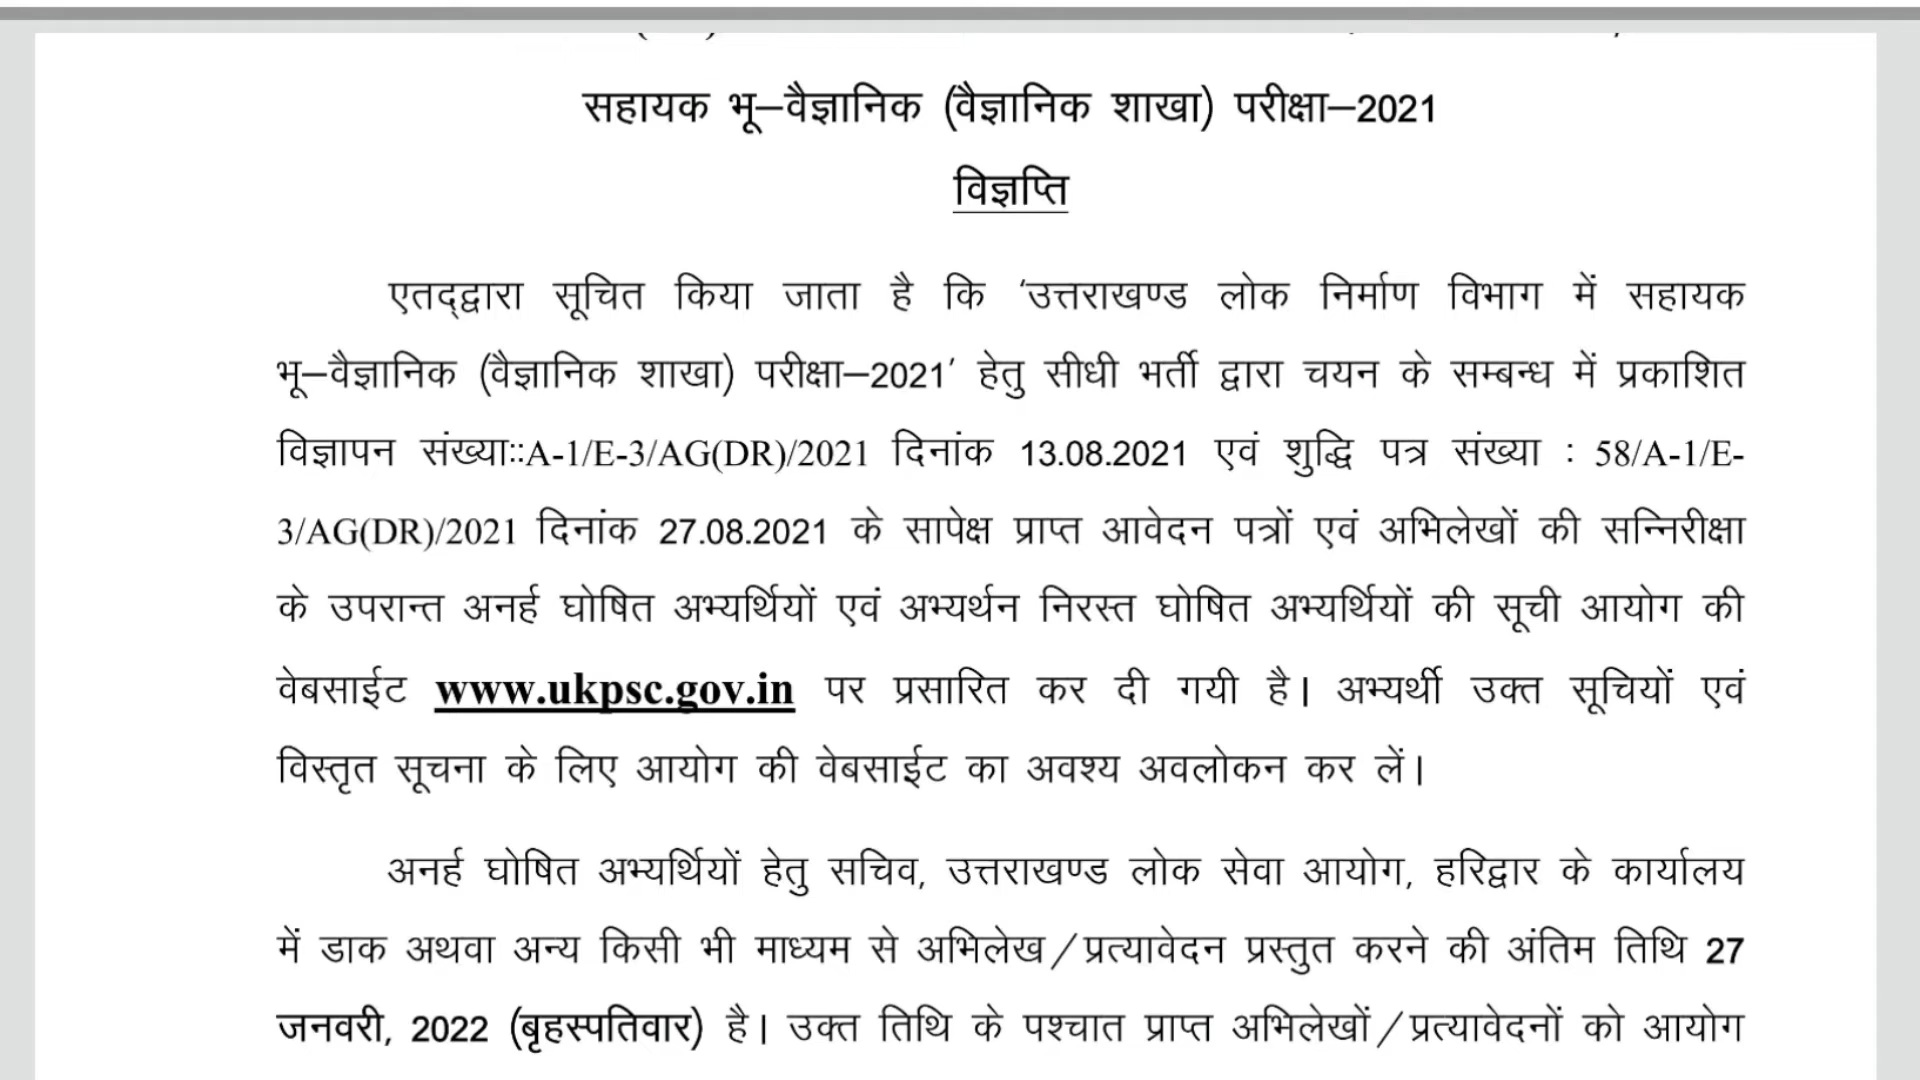 सहायक भू–वैज्ञानिक (वैज्ञानिक शाखा) परीक्षा–2021
विज्ञप्ति
एतद्द्वारा सूचित किया जाता है कि ‘उत्तराखण्ड लोक निर्माण विभाग में सहायक
भू–वैज्ञानिक (वैज्ञानिक शाखा) परीक्षा–2021’ हेतु सीधी भर्ती द्वारा चयन के सम्बन्ध में प्रकाशित
विज्ञापन संख्याः:A-1/E-3/AG(DR)/2021 दिनांक 13.08.2021 एवं शुद्धि पत्र संख्या : 58/A-1/E-
3/AG(DR)/2021 दिनांक 27.08.2021 के सापेक्ष प्राप्त आवेदन पत्रों एवं अभिलेखों की सन्निरीक्षा
के उपरान्त अनर्ह घोषित अभ्यर्थियों एवं अभ्यर्थन निरस्त घोषित अभ्यर्थियों की सूची आयोग की
वेबसाईट www.ukpsc.gov.in पर प्रसारित कर दी गयी है। अभ्यर्थी उक्त सूचियों एवं
विस्तृत सूचना के लिए आयोग की वेबसाईट का अवश्य अवलोकन कर लें।
अनर्ह घोषित अभ्यर्थियों हेतु सचिव, उत्तराखण्ड लोक सेवा आयोग, हरिद्वार के कार्यालय
में डाक अथवा अन्य किसी भी माध्यम से अभिलेख/प्रत्यावेदन प्रस्तुत करने की अंतिम तिथि 27
जनवरी, 2022 (बृहस्पतिवार) है। उक्त तिथि के पश्चात प्राप्त अभिलेखों/प्रत्यावेदनों को आयोग